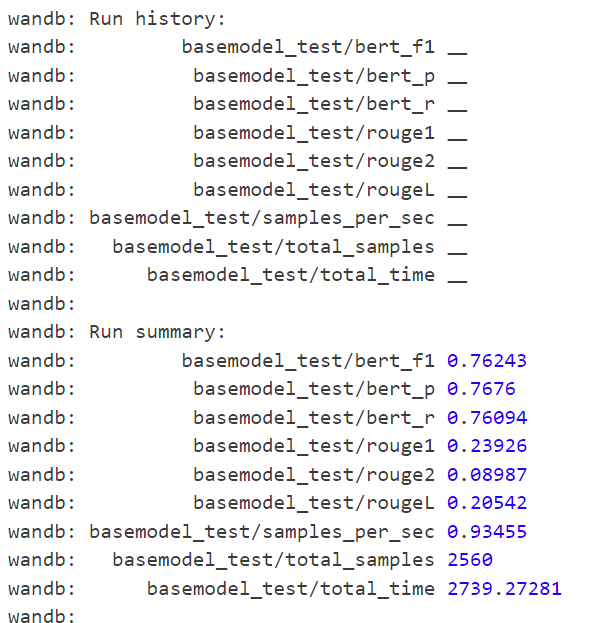 wandb: Run history:
wandb: basemodel_test/bert_f1 __
wandb: basemodel_test/bert_p __
wandb: basemodel_test/bert_r __
wandb: basemodel_test/rouge1 __
wandb: basemodel_test/rouge2 __
wandb: basemodel_test/rougeL __
wandb: basemodel_test/samples_per_sec __
wandb: basemodel_test/total_samples __
wandb: basemodel_test/total_time __
wandb:
wandb: Run summary:
wandb: basemodel_test/bert_f1 0.76243
wandb: basemodel_test/bert_p 0.7676
wandb: basemodel_test/bert_r 0.76094
wandb: basemodel_test/rouge1 0.23926
wandb: basemodel_test/rouge2 0.08987
wandb: basemodel_test/rougeL 0.20542
wandb: basemodel_test/samples_per_sec 0.93455
wandb: basemodel_test/total_samples 2560
wandb: basemodel_test/total_time 2739.27281
wandb: